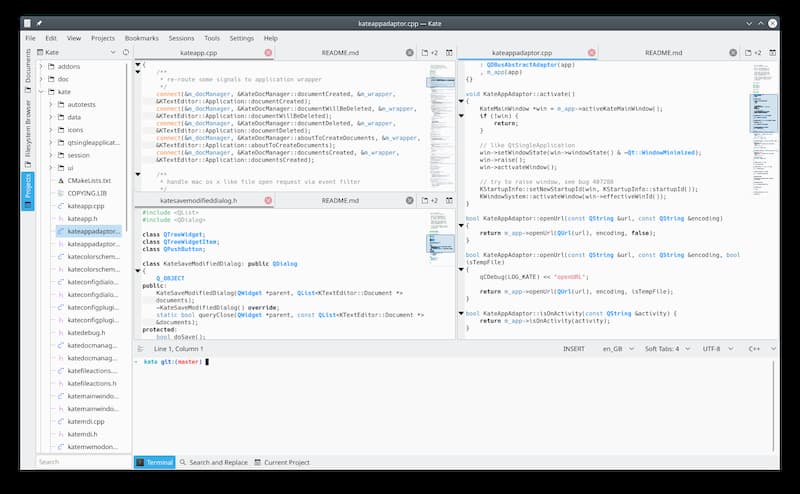 kateappadaptor.cpp — Kate
File Edit View Projects Bookmarks Sessions Tools Settings Help
Documents
Filesystem Browser
Projects
Kate
addons
doc
kate
autotests
data
icons
qtsingleapplicat...
session
ui
CMakeLists.txt
COPYING.LIB
kateapp.cpp
kateapp.h
kateappadaptor...
kateappadaptor...
katecolorschem...
katecolorschem...
kateconfigdialo...
kateconfigdialo...
kateconfigplugi...
kateconfigplugi...
katedebug.h
katedocmanag...
katedocmanag...
katefileactions....
katefileactions.h
katemainwindo...
katemainwindo...
katemdi.cpp
katemdi.h
katemwmodon...
Search
kateapp.cpp README.md +2
{
/**
* re-route some signals to application wrapper
*/
connect(&m_docManager, &KateDocManager::documentCreated, &m_wrapper,
&KTextEditor::Application::documentCreated);
connect(&m_docManager, &KateDocManager::documentWillBeDeleted, &m_wrapper,
&KTextEditor::Application::documentWillBeDeleted);
connect(&m_docManager, &KateDocManager::documentDeleted, &m_wrapper,
&KTextEditor::Application::documentDeleted);
connect(&m_docManager, &KateDocManager::aboutToCreateDocuments, &m_wrapper,
&KTextEditor::Application::aboutToCreateDocuments);
connect(&m_docManager, &KateDocManager::documentsCreated, &m_wrapper,
&KTextEditor::Application::documentsCreated);
/**
* handle mac os x like file open request via event filter
*/
katesavemodifieddialog.h README.md +2
#include <QList>
#include <QDialog>
class QTreeWidget;
class QTreeWidgetItem;
class QPushButton;
class KateSaveModifiedDialog: public QDialog
{
Q_OBJECT
public:
KateSaveModifiedDialog(QWidget *parent, QList<KTextEditor::Document *>
documents);
~KateSaveModifiedDialog() override;
static bool queryClose(QWidget *parent, const QList<KTextEditor::Document *>
&documents);
protected:
bool doSave();
kateappadaptor.cpp README.md +2
: QDBusAbstractAdaptor(app)
, m_app(app)
{}
void KateAppAdaptor::activate()
{
KateMainWindow *win = m_app->activeKateMainWindow();
if (!win) {
return;
}
// like QtSingleApplication
win->setWindowState(win->windowState() & ~Qt::WindowMinimized);
win->raise();
win->activateWindow();
// try to raise window, see bug 407288
KStartupInfo::setNewStartupId(win, KStartupInfo::startupId());
KWindowSystem::activateWindow(win->effectiveWinId());
}
bool KateAppAdaptor::openUrl(const QString &url, const QString &encoding)
{
return m_app->openUrl(QUrl(url), encoding, false);
}
bool KateAppAdaptor::openUrl(const QString &url, const QString &encoding, bool
isTempFile)
{
qCDebug(LOG_KATE) << "openURL";
return m_app->openUrl(QUrl(url), encoding, isTempFile);
}
bool KateAppAdaptor::isOnActivity(const QString &activity) {
return m_app->isOnActivity(activity);
}
Line 1, Column 1 INSERT en_GB Soft Tabs: 4 UTF-8 C++
→ kate git:(master)
Terminal Search and Replace Current Project